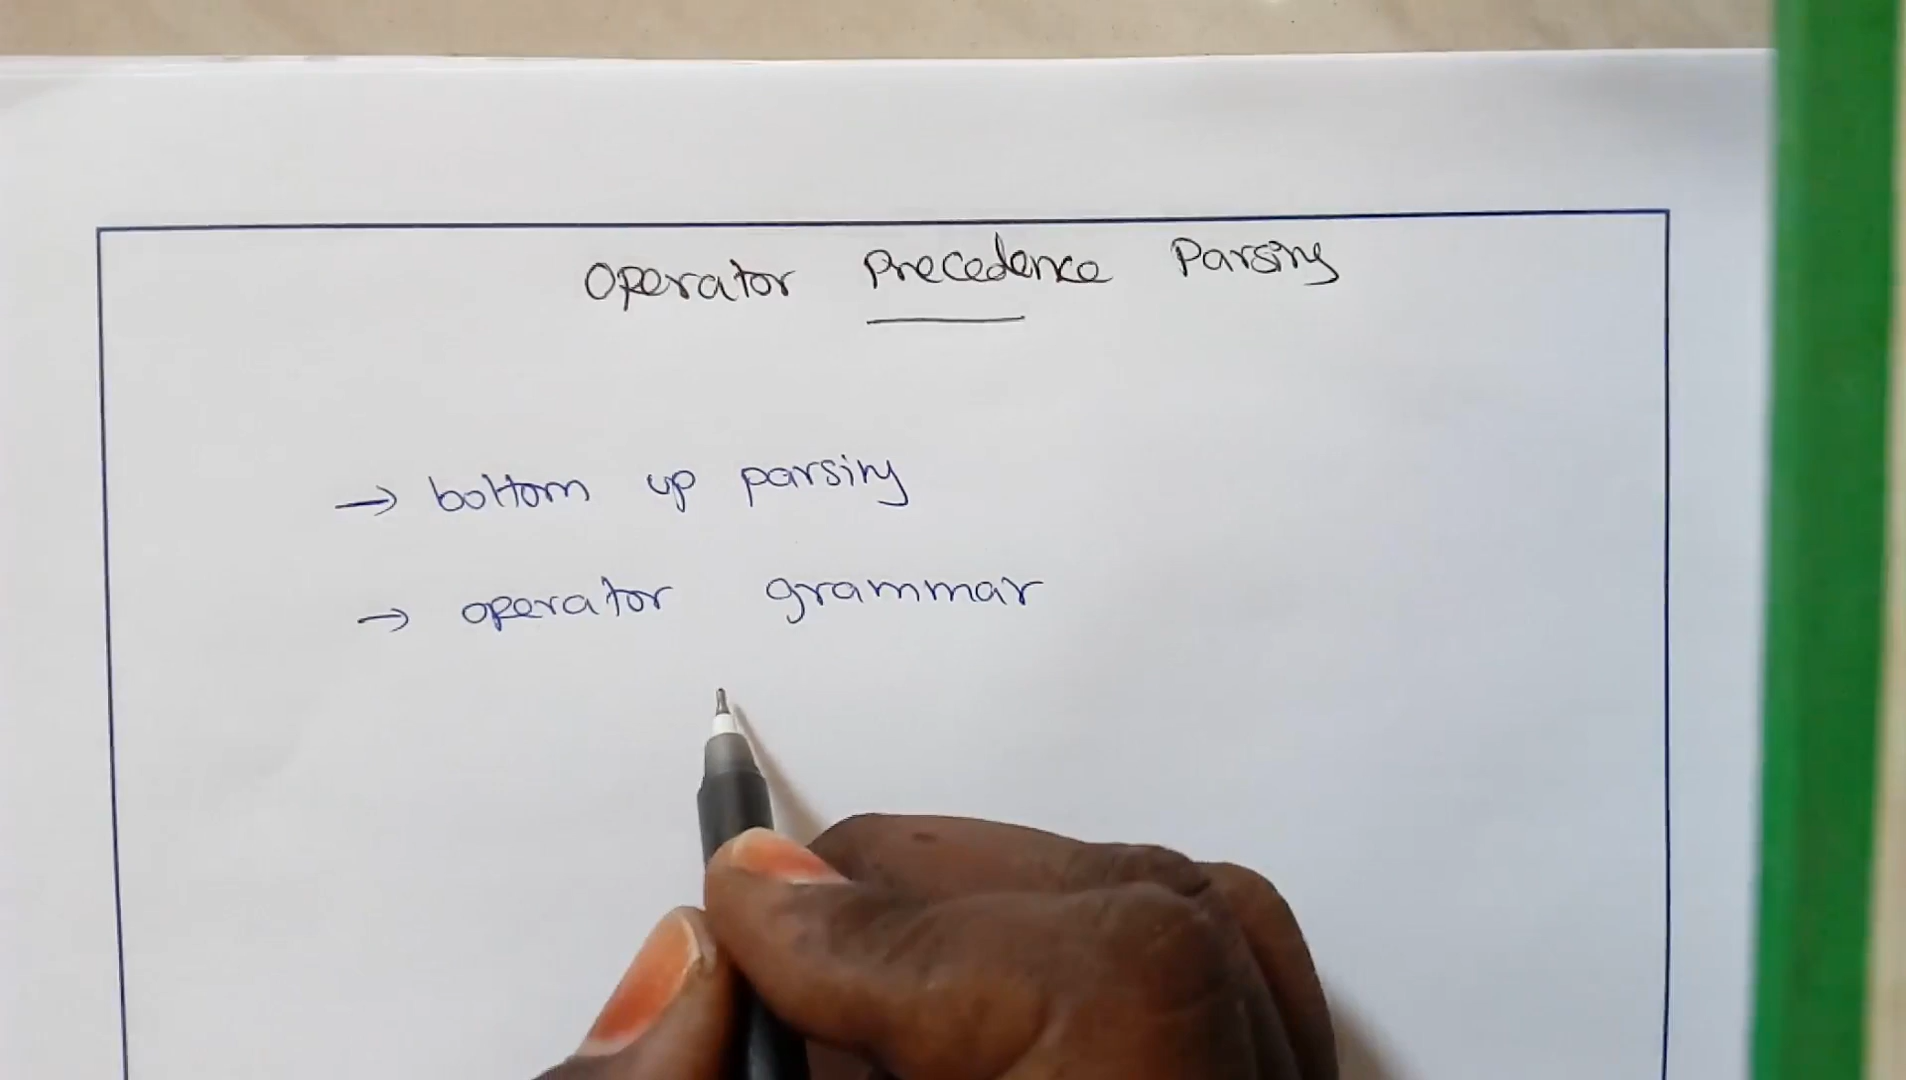 Operator Precedence Parsing
→ bottom up parsing
→ operator grammar